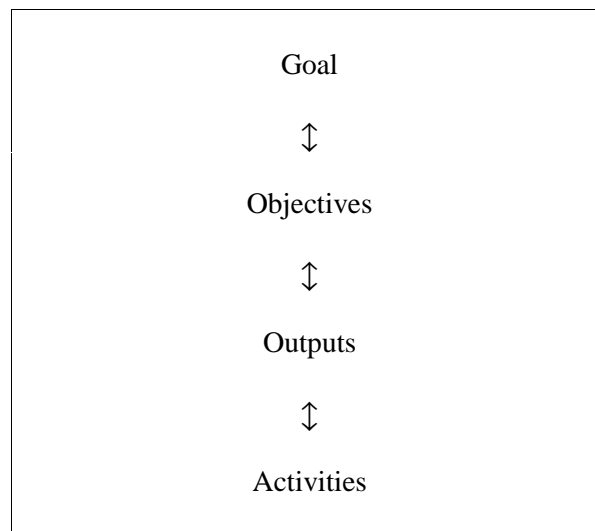 Goal
↕
Objectives
↕
Outputs
↕
Activities